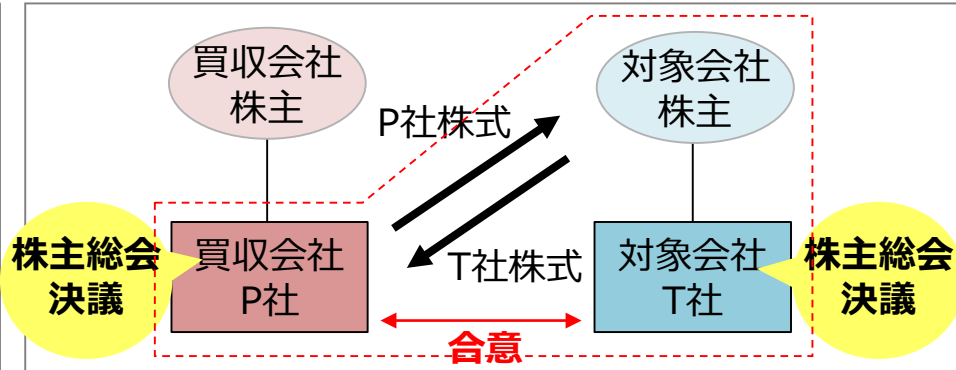 買収会社
株主
対象会社
株主
P社株式
株主総会
決議
買収会社
P社
T社株式
対象会社
T社
株主総会
決議
合意